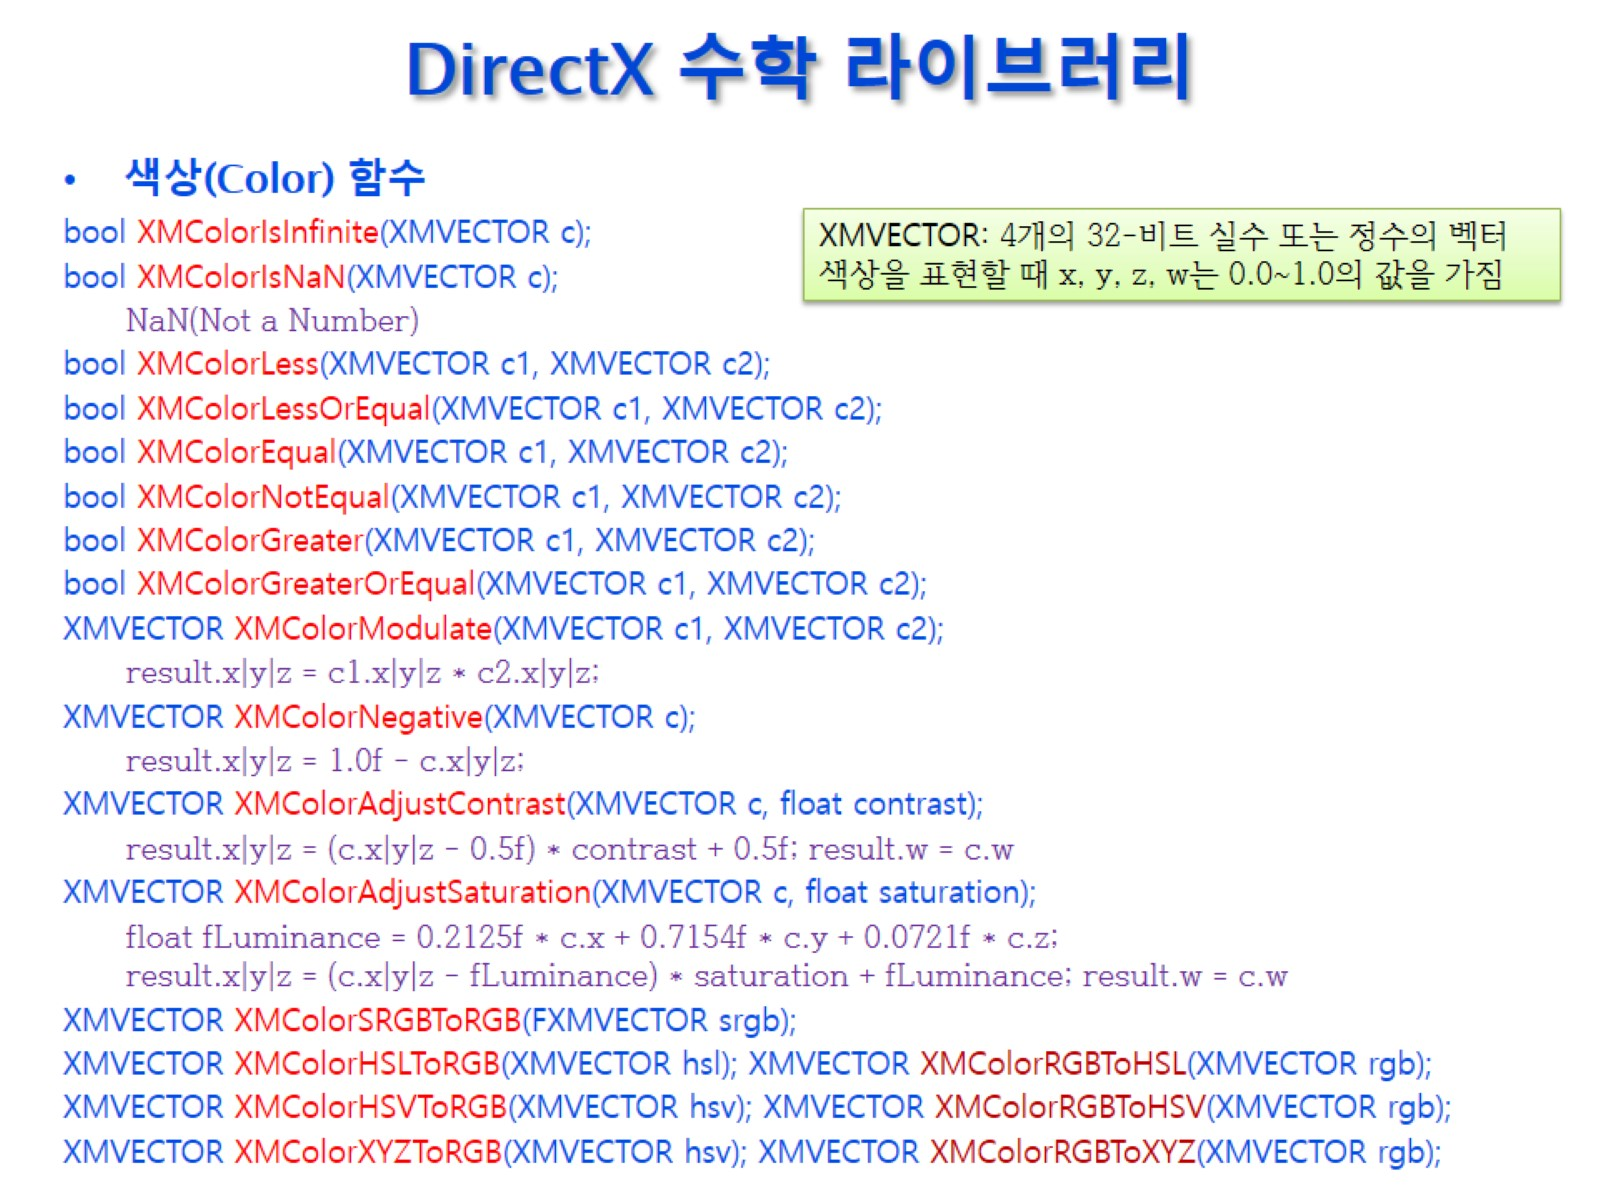 DirectX 수학 라이브러리
• 색상(Color) 함수
bool XMColorIsInfinite(XMVECTOR c);
XMVECTOR: 4개의 32-비트 실수 또는 정수의 벡터
색상을 표현할 때 x, y, z, w는 0.0~1.0의 값을 가짐
bool XMColorIsNaN(XMVECTOR c);
NaN(Not a Number)
bool XMColorLess(XMVECTOR c1, XMVECTOR c2);
bool XMColorLessOrEqual(XMVECTOR c1, XMVECTOR c2);
bool XMColorEqual(XMVECTOR c1, XMVECTOR c2);
bool XMColorNotEqual(XMVECTOR c1, XMVECTOR c2);
bool XMColorGreater(XMVECTOR c1, XMVECTOR c2);
bool XMColorGreaterOrEqual(XMVECTOR c1, XMVECTOR c2);
XMVECTOR XMColorModulate(XMVECTOR c1, XMVECTOR c2);
result.x|y|z = c1.x|y|z * c2.x|y|z;
XMVECTOR XMColorNegative(XMVECTOR c);
result.x|y|z = 1.0f - c.x|y|z;
XMVECTOR XMColorAdjustContrast(XMVECTOR c, float contrast);
result.x|y|z = (c.x|y|z - 0.5f) * contrast + 0.5f; result.w = c.w
XMVECTOR XMColorAdjustSaturation(XMVECTOR c, float saturation);
float fLuminance = 0.2125f * c.x + 0.7154f * c.y + 0.0721f * c.z;
result.x|y|z = (c.x|y|z - fLuminance) * saturation + fLuminance; result.w = c.w
XMVECTOR XMColorSRGBToRGB(FXMVECTOR srgb);
XMVECTOR XMColorHSLToRGB(XMVECTOR hsl); XMVECTOR XMColorRGBToHSL(XMVECTOR rgb);
XMVECTOR XMColorHSVToRGB(XMVECTOR hsv); XMVECTOR XMColorRGBToHSV(XMVECTOR rgb);
XMVECTOR XMColorXYZToRGB(XMVECTOR hsv); XMVECTOR XMColorRGBToXYZ(XMVECTOR rgb);